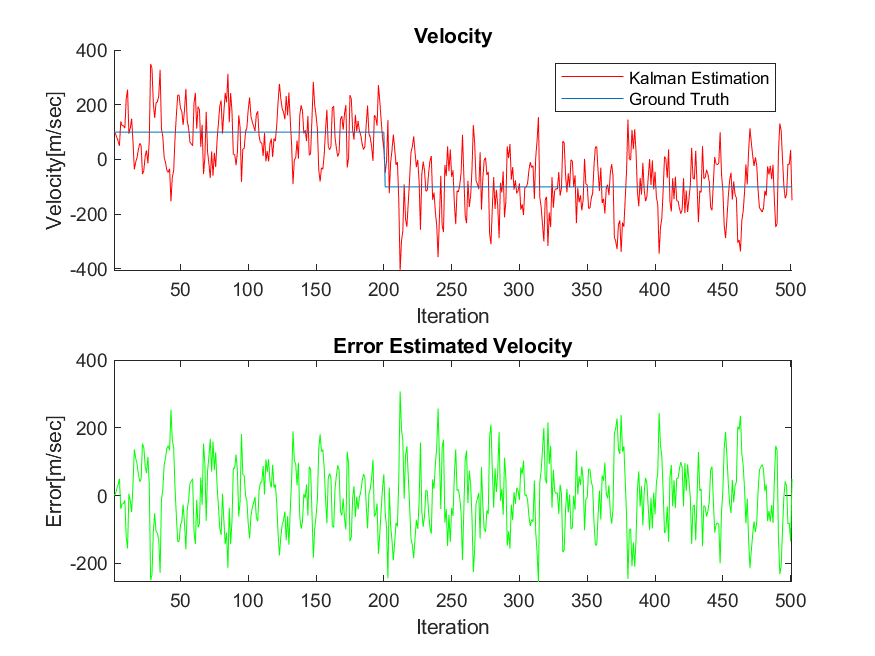 Velocity
400
200
0
-200
-400
Velocity[m/sec]
Kalman Estimation
Ground Truth
50 100 150 200 250 300 350 400 450 500
Iteration
Error Estimated Velocity
400
200
0
-200
Error[m/sec]
50 100 150 200 250 300 350 400 450 500
Iteration